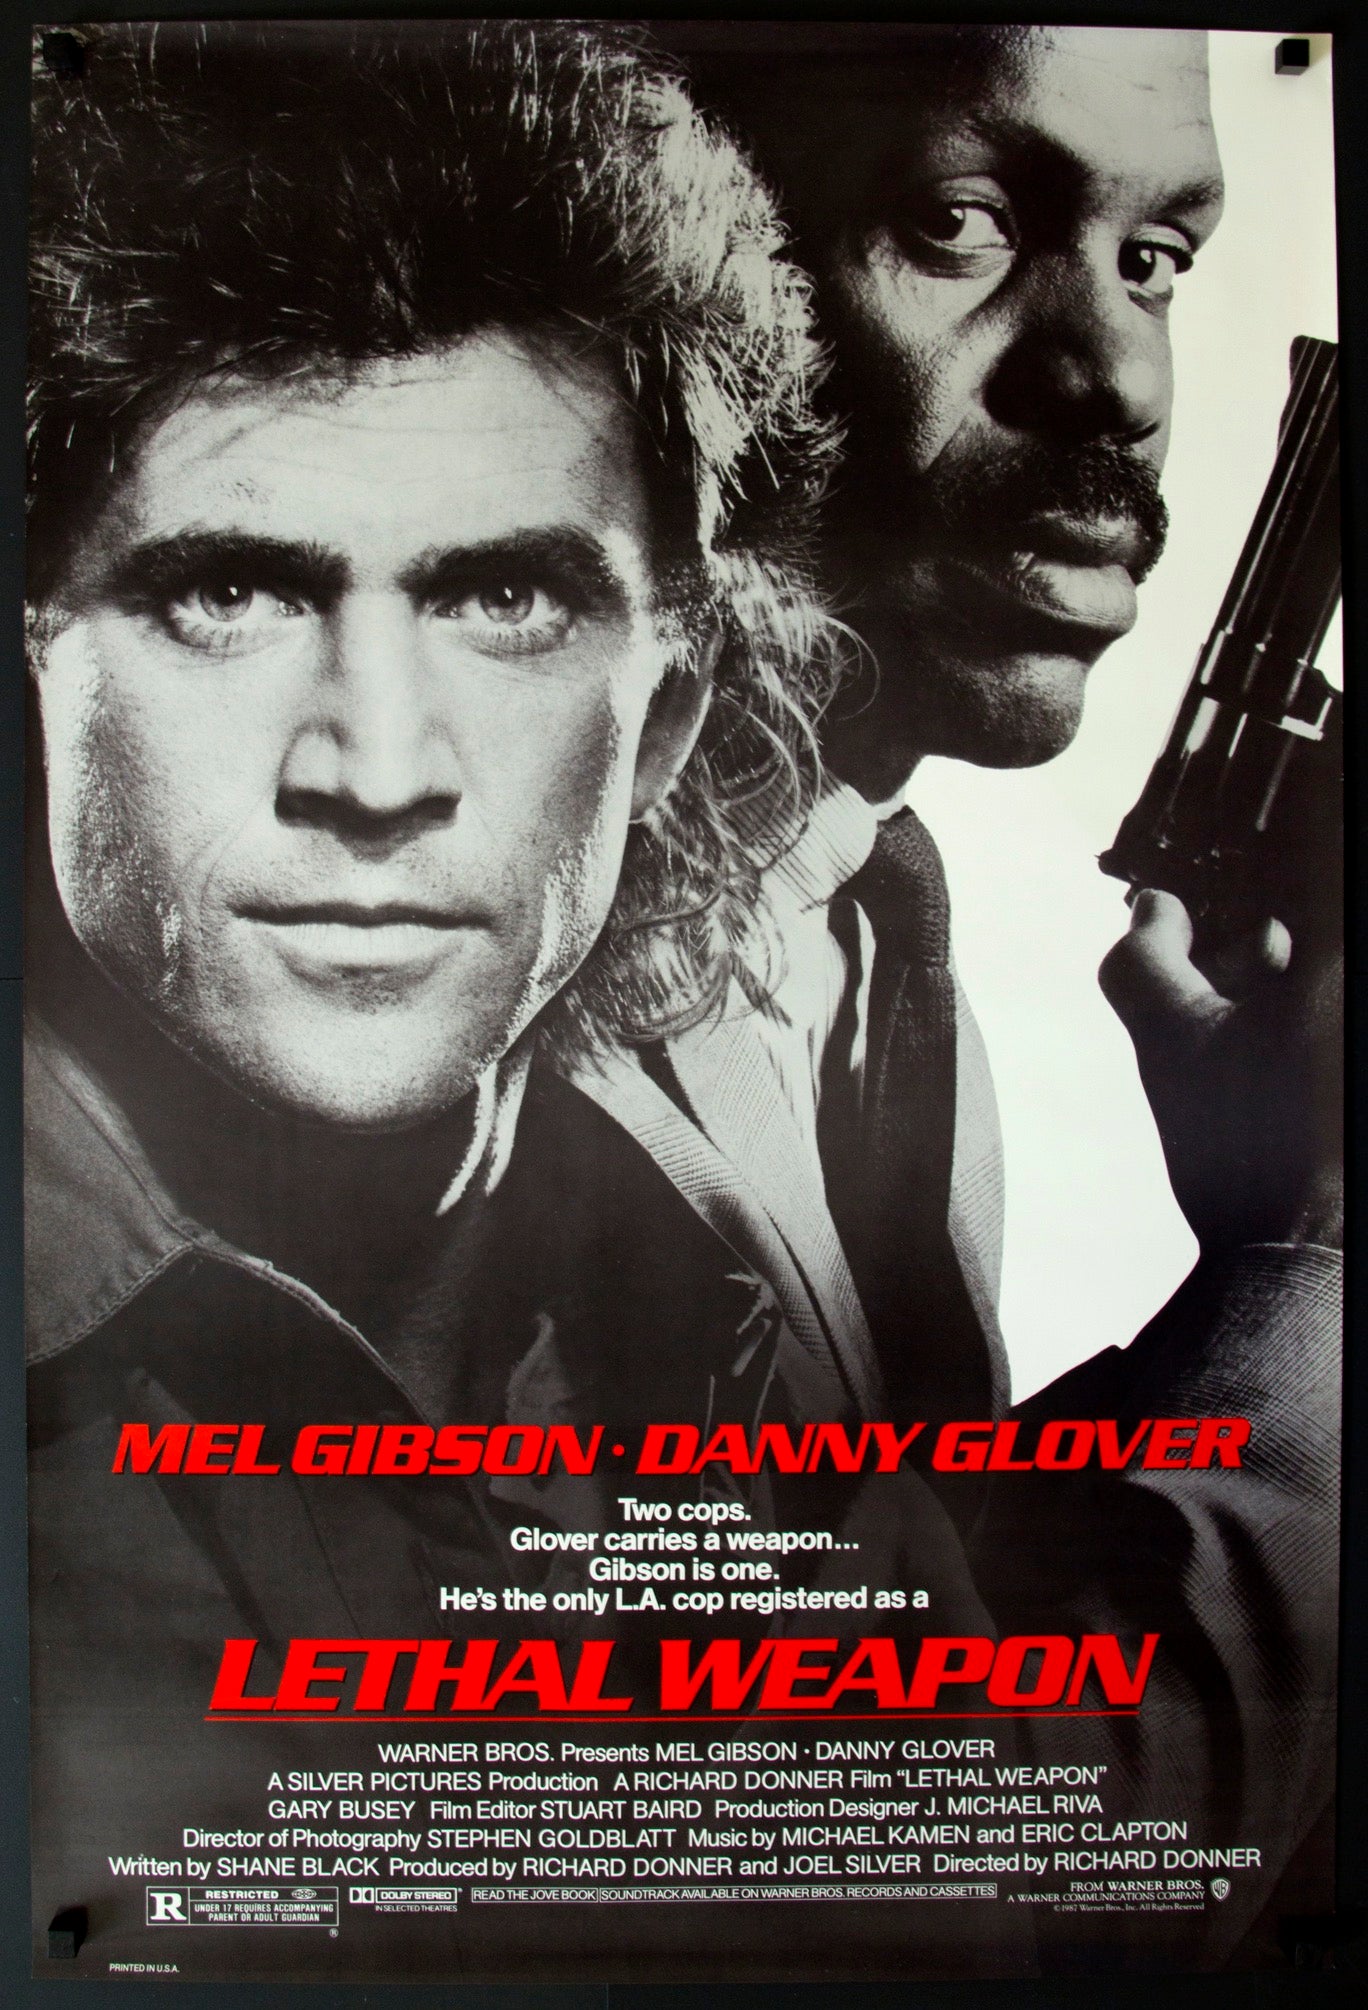 MEL GIBSON · DANNY GLOVER
Two cops.
Glover carries a weapon...
Gibson is one.
He's the only L.A. cop registered as a
LETHAL WEAPON
WARNER BROS. Presents MEL GIBSON · DANNY GLOVER
A SILVER PICTURES Production A RICHARD DONNER Film “LETHAL WEAPON”
GARY BUSEY Film Editor STUART BAIRD Production Designer J. MICHAEL RIVA
Director of Photography STEPHEN GOLDBLATT Music by MICHAEL KAMEN and ERIC CLAPTON
Written by SHANE BLACK Produced by RICHARD DONNER and JOEL SILVER Directed by RICHARD DONNER
R RESTRICTED
UNDER 17 REQUIRES ACCOMPANYING
PARENT OR ADULT GUARDIAN
®
DOLBY STEREO ®
IN SELECTED THEATRES
READ THE JOVE BOOK SOUNDTRACK AVAILABLE ON WARNER BROS. RECORDS AND CASSETTES
FROM WARNER BROS.
A WARNER COMMUNICATIONS COMPANY
©1987 Warner Bros., Inc. All Rights Reserved
PRINTED IN U.S.A.